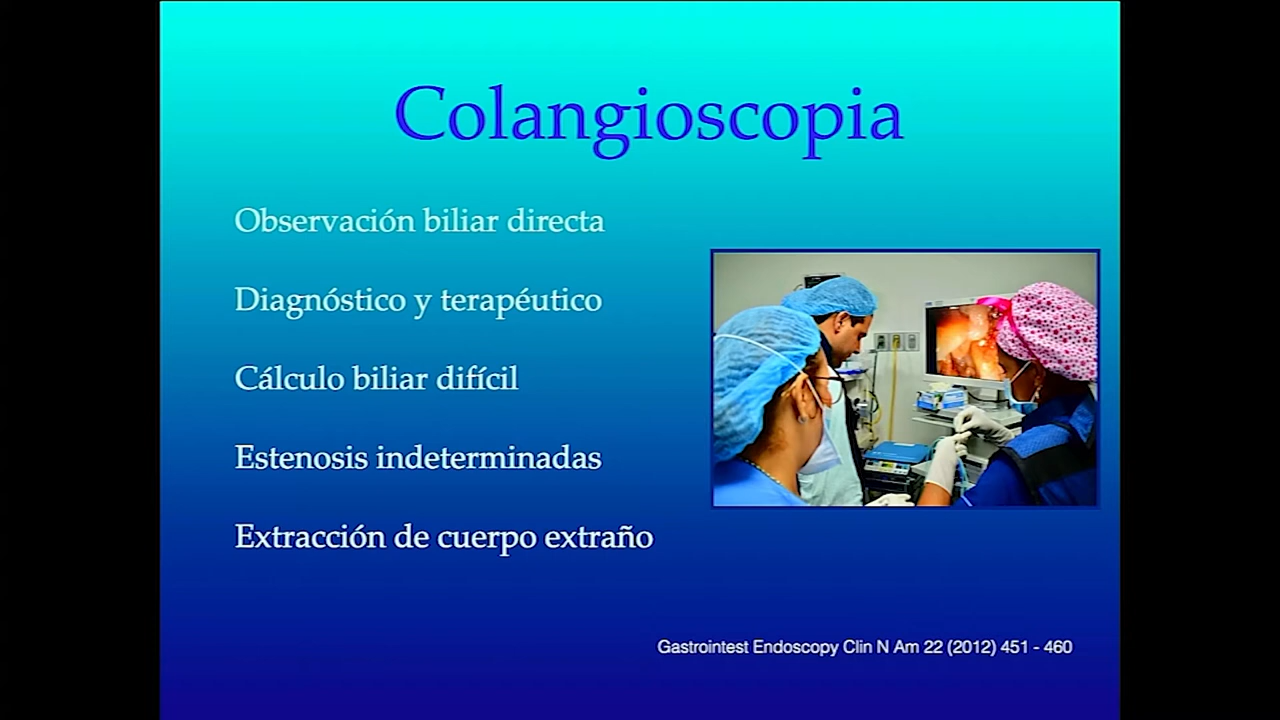 Colangioscopia
Observación biliar directa
Diagnóstico y terapéutico
Cálculo biliar difícil
Estenosis indeterminadas
Extracción de cuerpo extraño
Gastrointest Endoscopy Clin N Am 22 (2012) 451 - 460